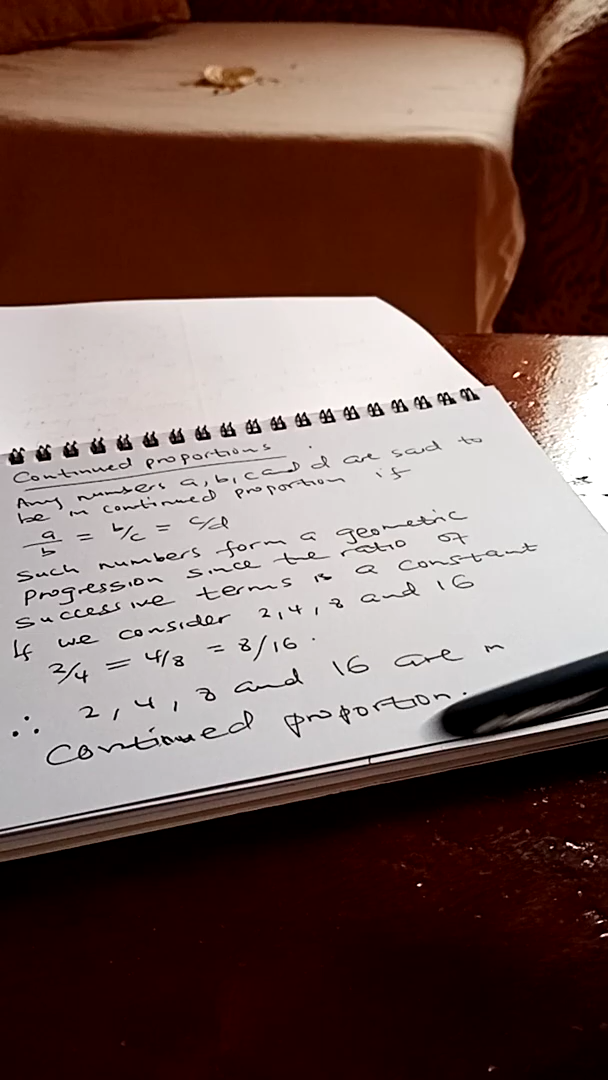 Continued proportions.
Any numbers a, b, c and d are said to
be in continued proportion if
a/b = b/c = c/d
Such numbers form a geometric
progression since the ratio of
successive terms is a constant
If we consider 2, 4, 8 and 16
2/4 = 4/8 = 8/16.
∴ 2, 4, 8 and 16 are in
Continued proportion.